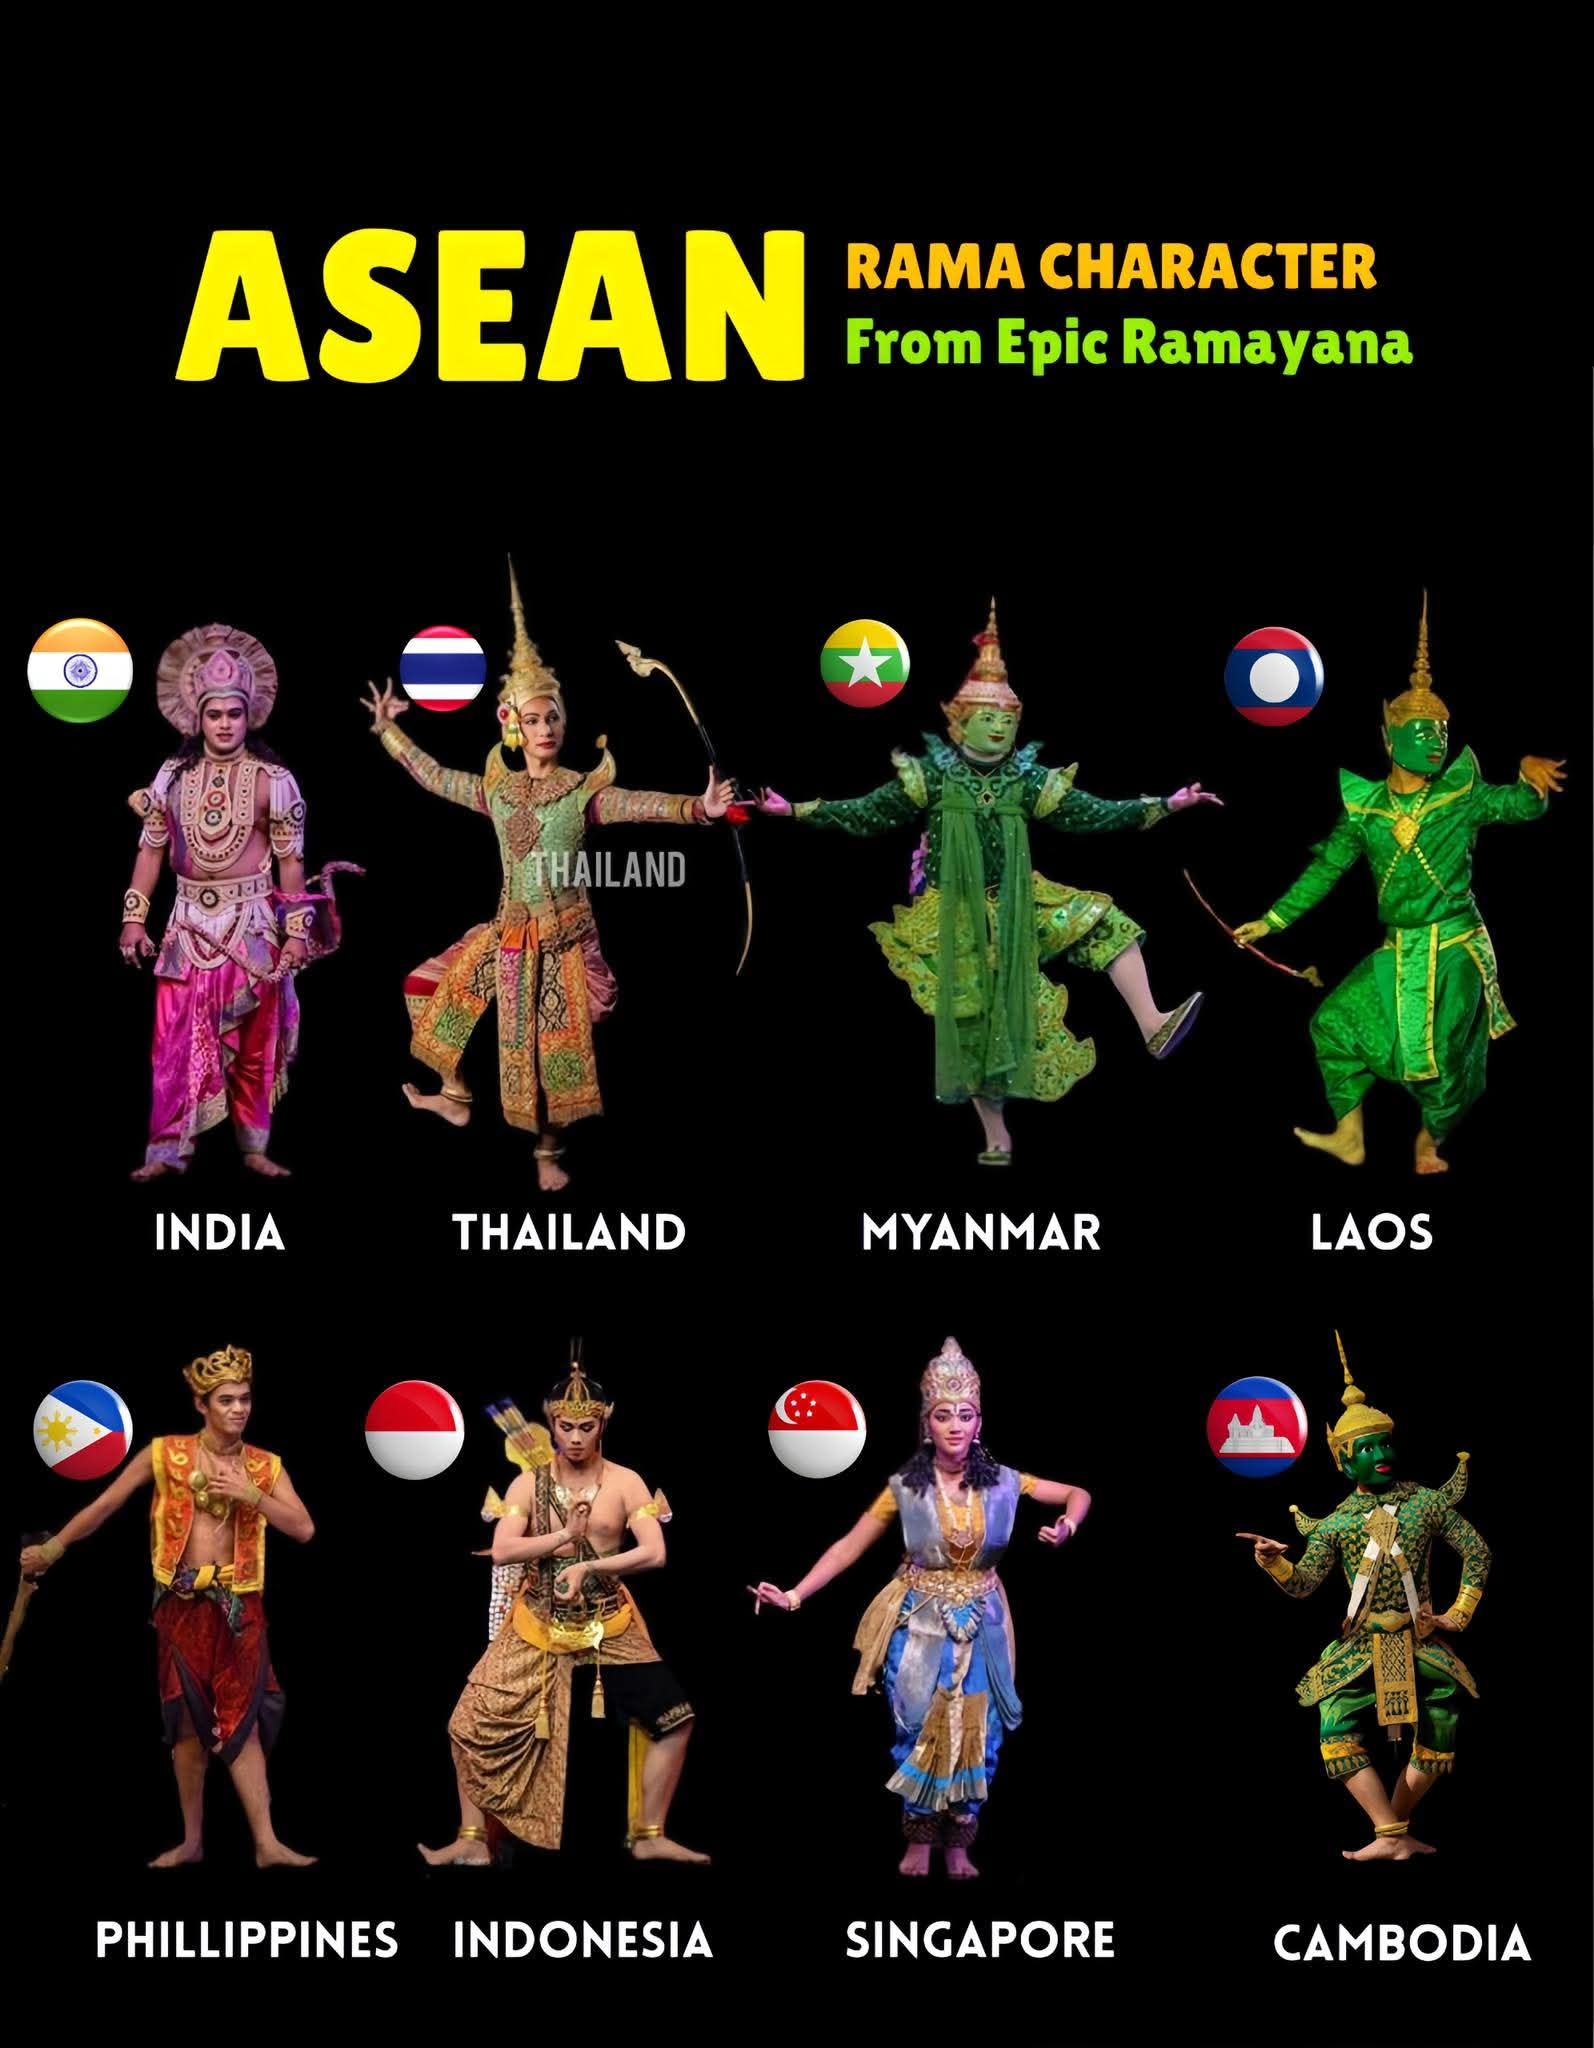 ASEAN
RAMA CHARACTER
From Epic Ramayana
THAILAND
INDIA
THAILAND
MYANMAR
LAOS
PHILLIPPINES
INDONESIA
SINGAPORE
CAMBODIA